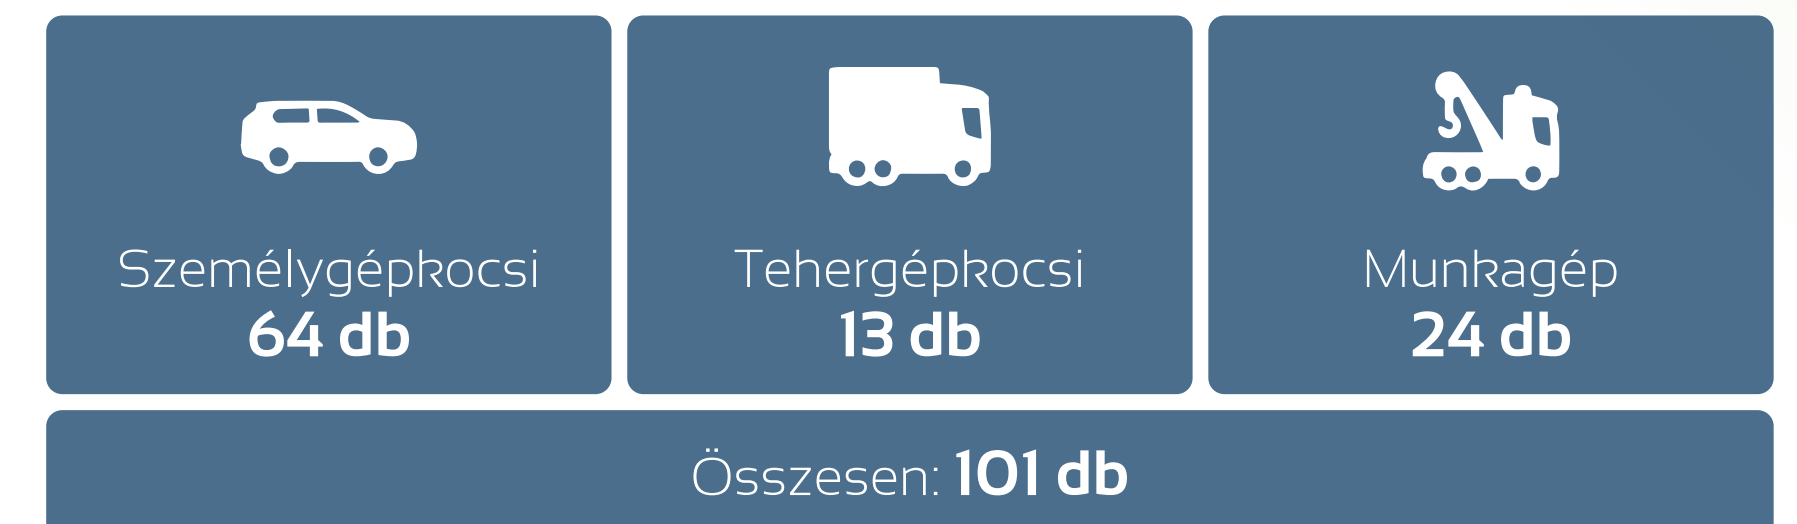 Személygépkocsi
64 db
Tehergépkocsi
13 db
Munkagép
24 db
Összesen: 101 db